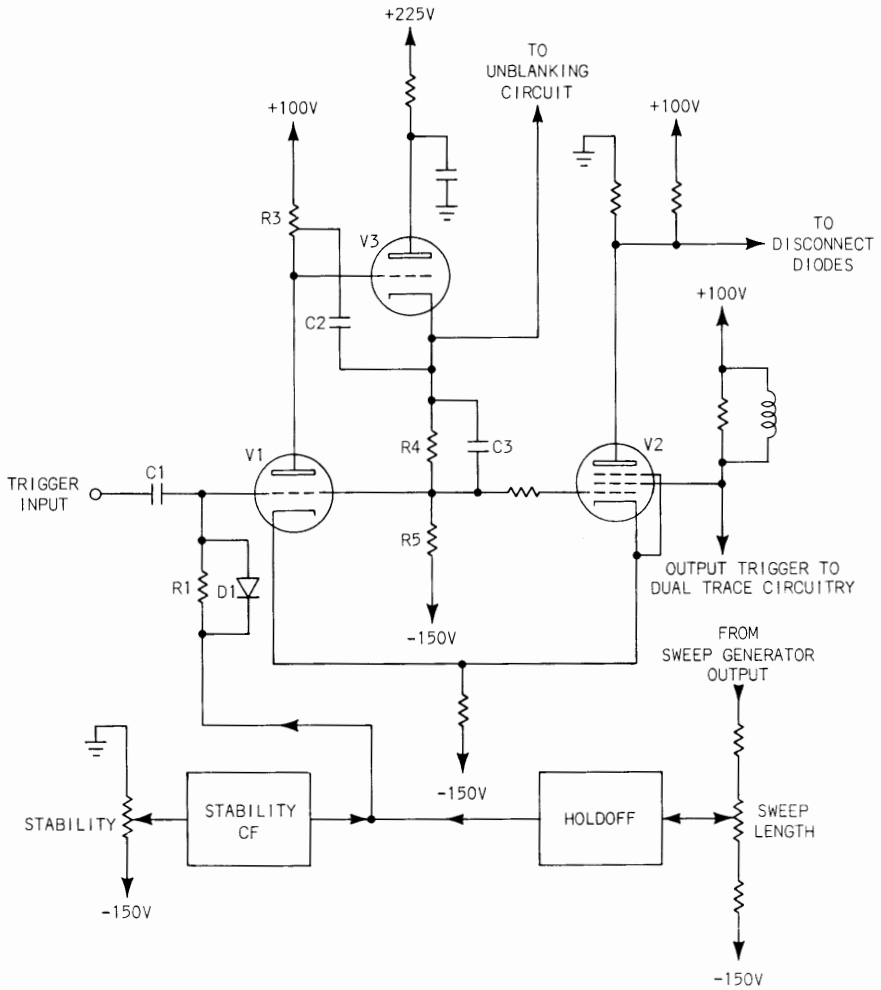 +225V
TO
UNBLANKING
CIRCUIT
+100V
+100V
R3
V3
TO
DISCONNECT
DIODES
C2
+100V
V1
R4
C3
V2
C1
TRIGGER
INPUT
R5
R1
D1
OUTPUT TRIGGER TO
DUAL TRACE CIRCUITRY
-150V
FROM
SWEEP GENERATOR
OUTPUT
-150V
STABILITY
STABILITY
CF
HOLDOFF
SWEEP
LENGTH
-150V
-150V